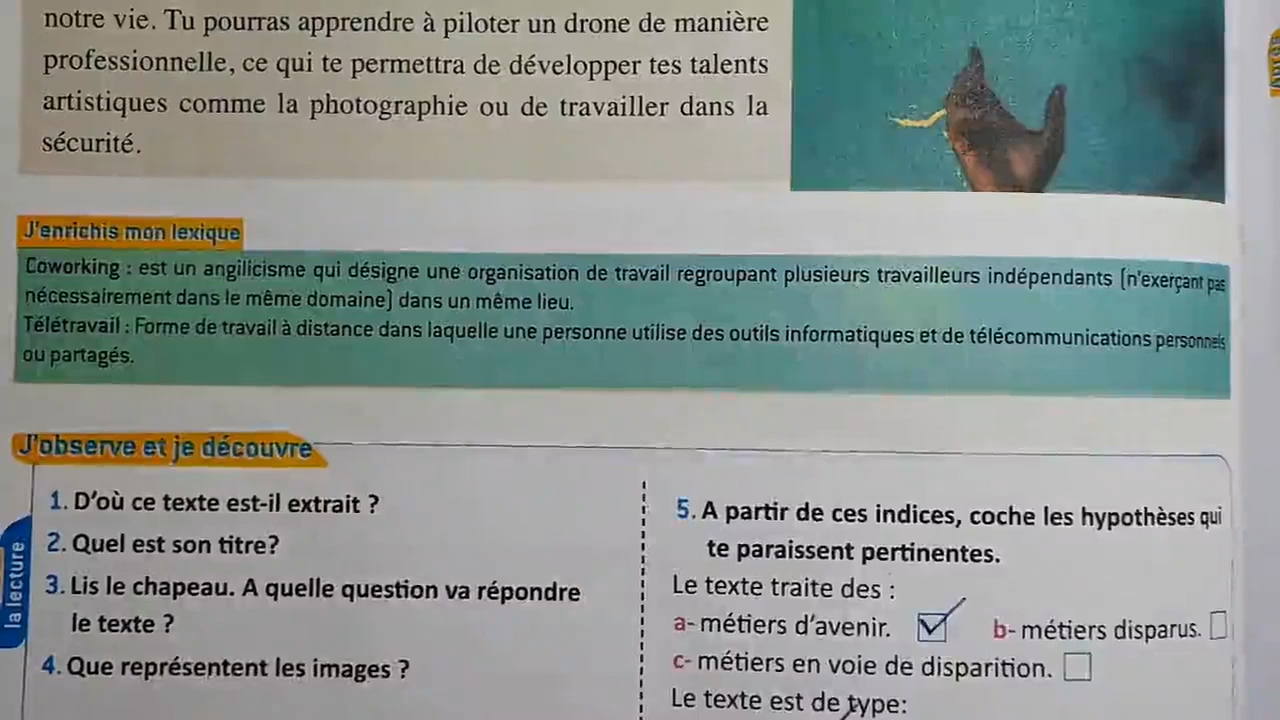 notre vie. Tu pourras apprendre à piloter un drone de manière
professionnelle, ce qui te permettra de développer tes talents
artistiques comme la photographie ou de travailler dans la
sécurité.
J'enrichis mon lexique
Coworking : est un angilicisme qui désigne une organisation de travail regroupant plusieurs travailleurs indépendants (n'exerçant pas
nécessairement dans le même domaine) dans un même lieu.
Télétravail : Forme de travail à distance dans laquelle une personne utilise des outils informatiques et de télécommunications personnels
ou partagés.
J'observe et je découvre
la lecture
1. D'où ce texte est-il extrait ?
2. Quel est son titre?
3. Lis le chapeau. A quelle question va répondre
le texte ?
4. Que représentent les images ?
5. A partir de ces indices, coche les hypothèses qui
te paraissent pertinentes.
Le texte traite des :
a- métiers d'avenir. b- métiers disparus.
c- métiers en voie de disparition.
Le texte est de type: